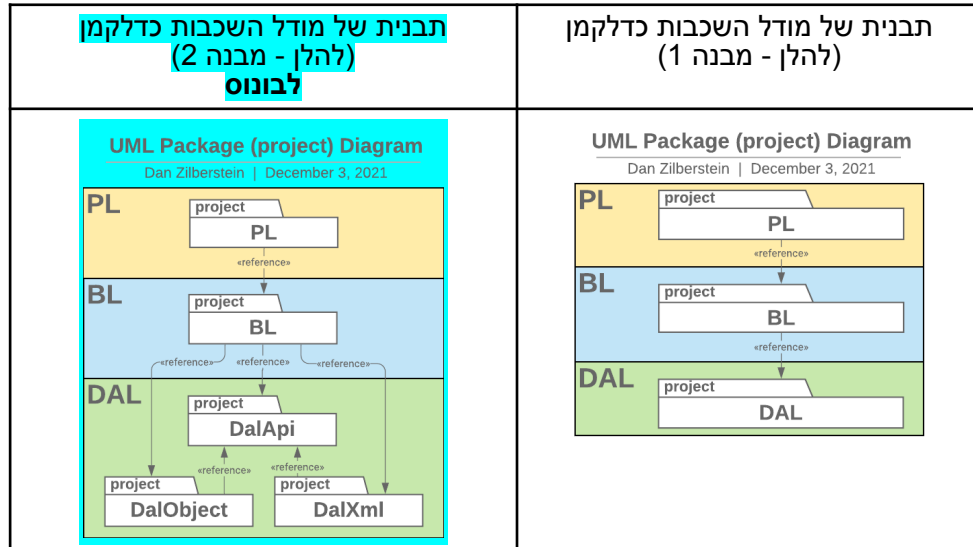 תבנית של מודל השכבות כדלקמן
(להלן - מבנה 1)
תבנית של מודל השכבות כדלקמן
(להלן - מבנה 2)
לבונוס
UML Package (project) Diagram
Dan Zilberstein | December 3, 2021
PL
project
PL
«reference»
BL
project
BL
«reference»
DAL
project
DAL
UML Package (project) Diagram
Dan Zilberstein | December 3, 2021
PL
project
PL
«reference»
BL
project
BL
«reference» «reference» «reference»
DAL
project
DalApi
«reference» «reference»
project project
DalObject DalXml